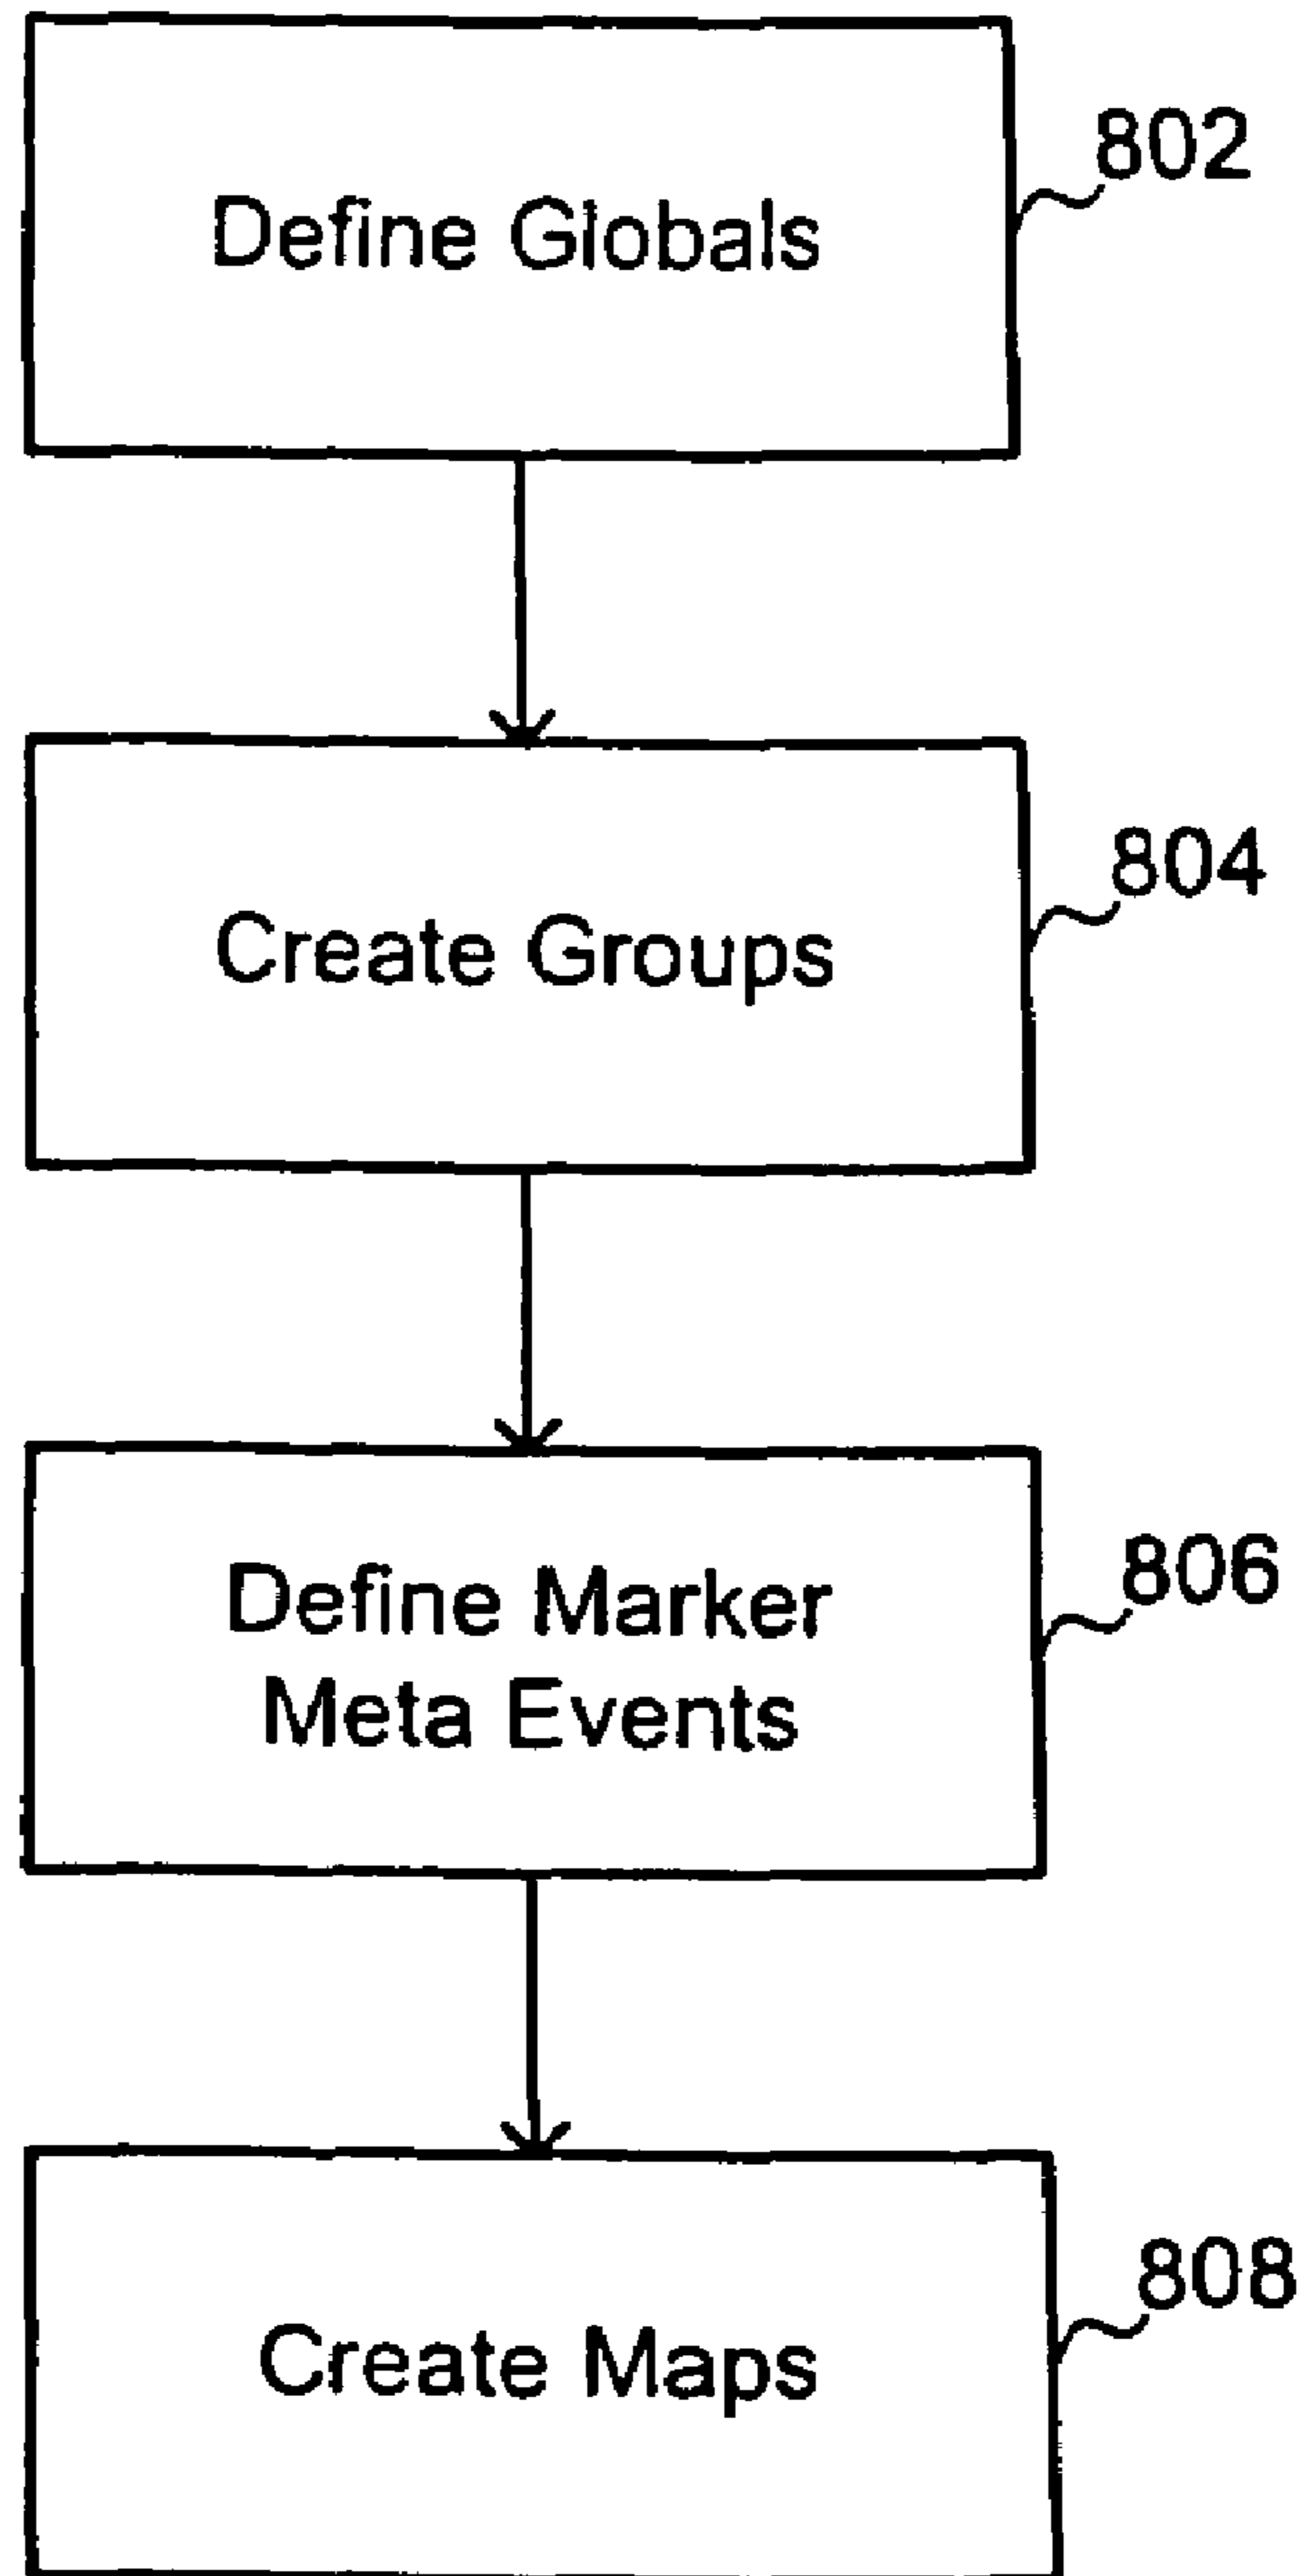 Define Globals
802
Create Groups
804
Define Marker
Meta Events
806
Create Maps
808